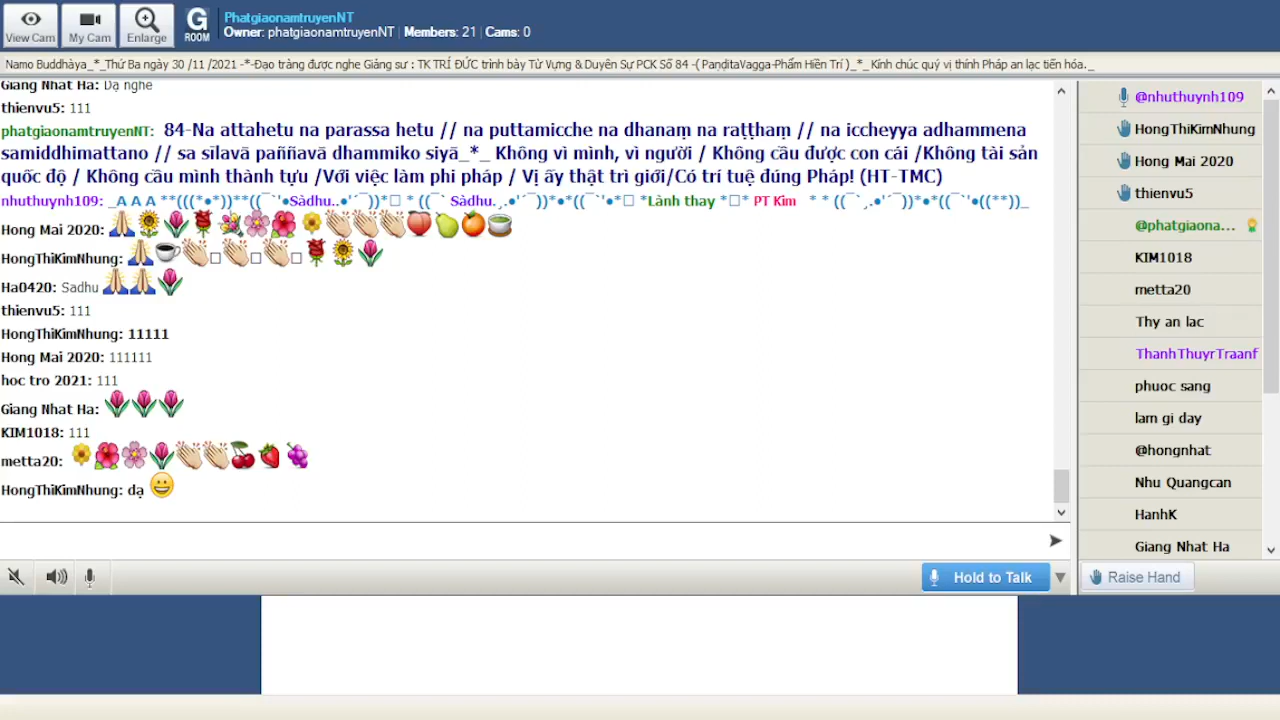 View Cam
My Cam
Enlarge
G ROOM
PhatgiaonamtruyenNT
Owner: phatgiaonamtruyenNT | Members: 21 | Cams: 0
Namo Buddhàya_*_Thứ Ba ngày 30 /11 /2021 -*-Đạo tràng được nghe Giảng sư : TK TRÍ ĐỨC trình bày Từ Vựng & Duyên Sự PCK Số 84 -( PaṇḍitaVagga-Phẩm Hiền Trí )_*_ Kính chúc quý vị thính Pháp an lạc tiến hóa._
Giang Nhat Ha: Dạ nghe
thienvu5: 111
phatgiaonamtruyenNT: 84-Na attahetu na parassa hetu // na puttamicche na dhanaṃ na raṭṭhaṃ // na iccheyya adhammena
samiddhimattano // sa sīlavā paññavā dhammiko siyā_*_ Không vì mình, vì người / Không cầu được con cái /Không tài sản
quốc độ / Không cầu mình thành tựu /Với việc làm phi pháp / Vị ấy thật trì giới/Có trí tuệ đúng Pháp! (HT-TMC)
nhuthuynh109: _A A A **(((*•*))**((¯`'•Sàdhu..•'´¯))*□ * ((¯` Sàdhu.¸.•'´¯))*•*((¯`'•*□ *Lành thay *□* PT Kim * * ((¯`¸.•'´¯))*•*((¯`'•((**))_
Hong Mai 2020:
HongThiKimNhung:
Ha0420: Sadhu
thienvu5: 111
HongThiKimNhung: 11111
Hong Mai 2020: 111111
hoc tro 2021: 111
Giang Nhat Ha:
KIM1018: 111
metta20:
HongThiKimNhung: dạ
Hold to Talk
@nhuthuynh109
HongThiKimNhung
Hong Mai 2020
thienvu5
@phatgiaona...
KIM1018
metta20
Thy an lac
ThanhThuyrTraanf
phuoc sang
lam gi day
@hongnhat
Nhu Quangcan
HanhK
Giang Nhat Ha
Raise Hand